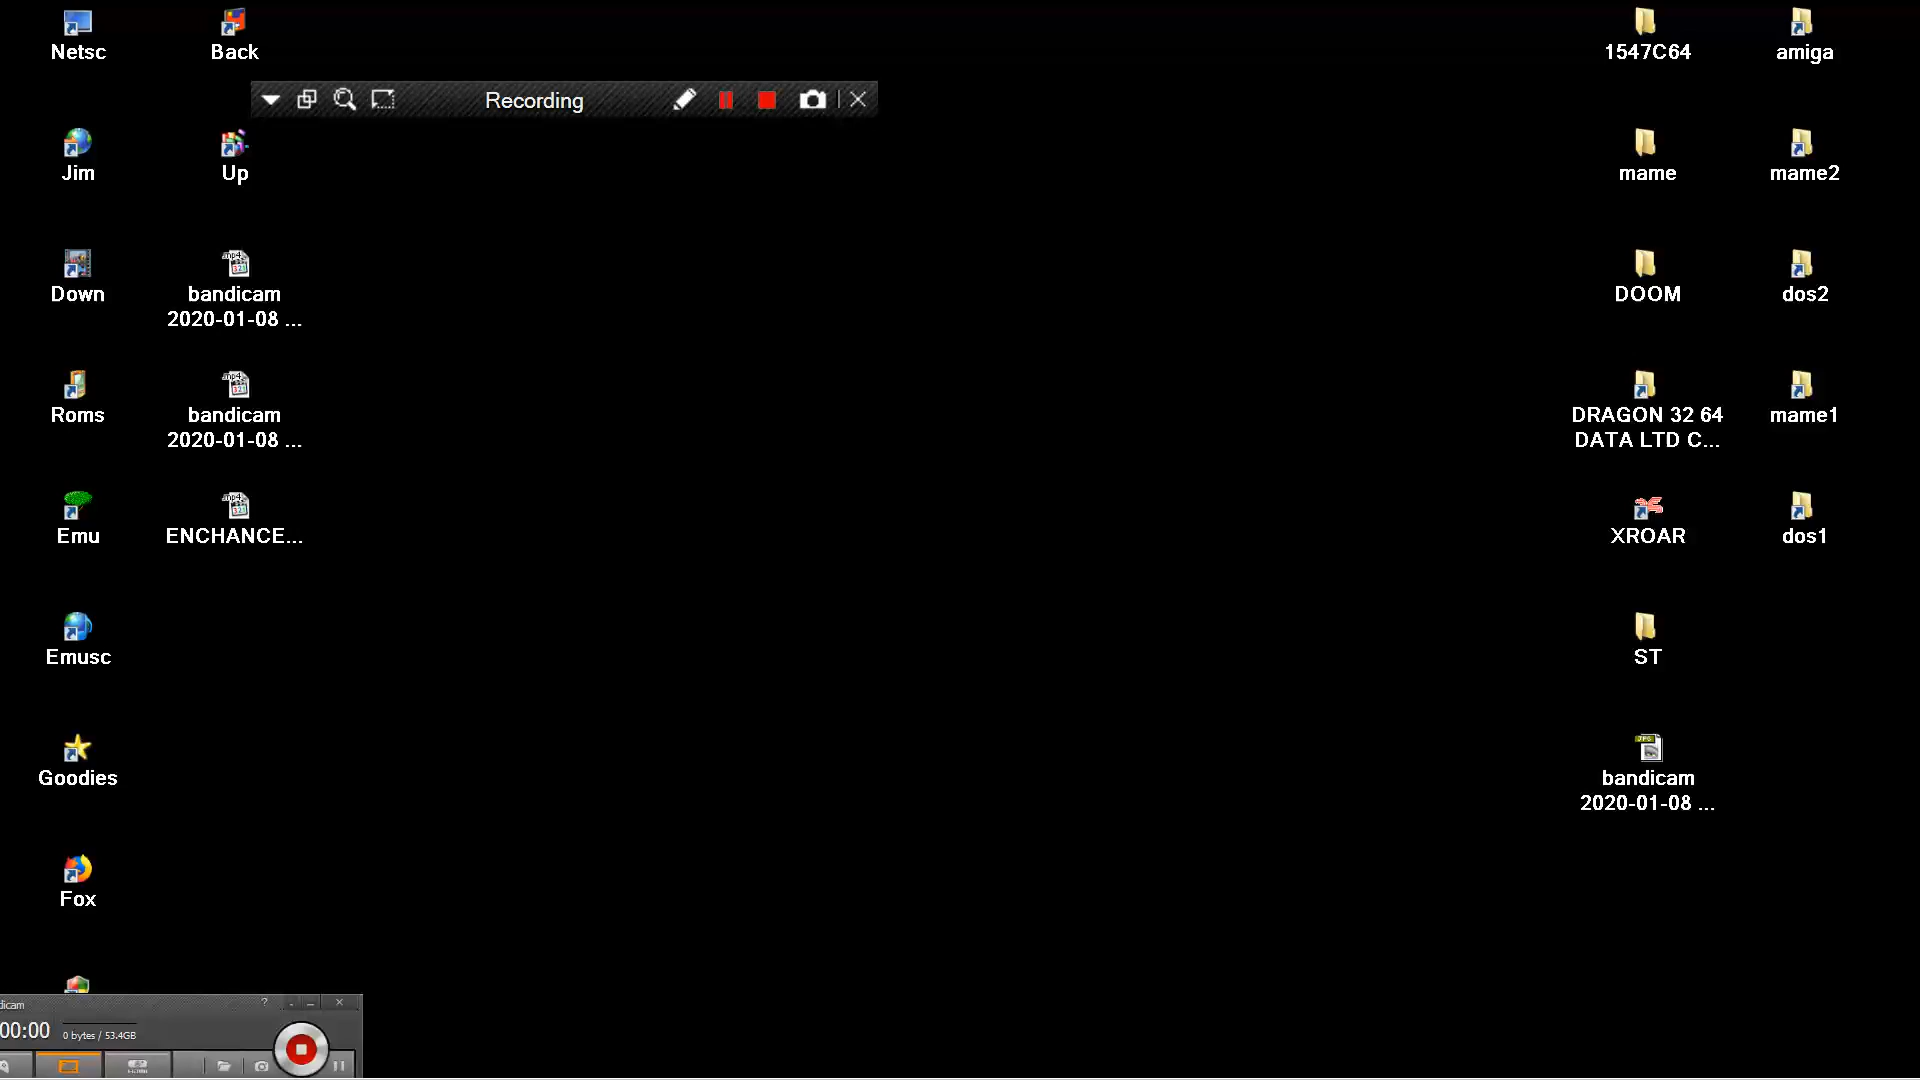 Netsc
Back
1547C64
amiga
Recording
Jim
Up
mame
mame2
Down
bandicam
2020-01-08 ...
DOOM
dos2
Roms
bandicam
2020-01-08 ...
DRAGON 32 64
DATA LTD C...
mame1
Emu
ENCHANCE...
XROAR
dos1
Emusc
ST
Goodies
bandicam
2020-01-08 ...
Fox
dicam
00:00
0 bytes / 53.4GB